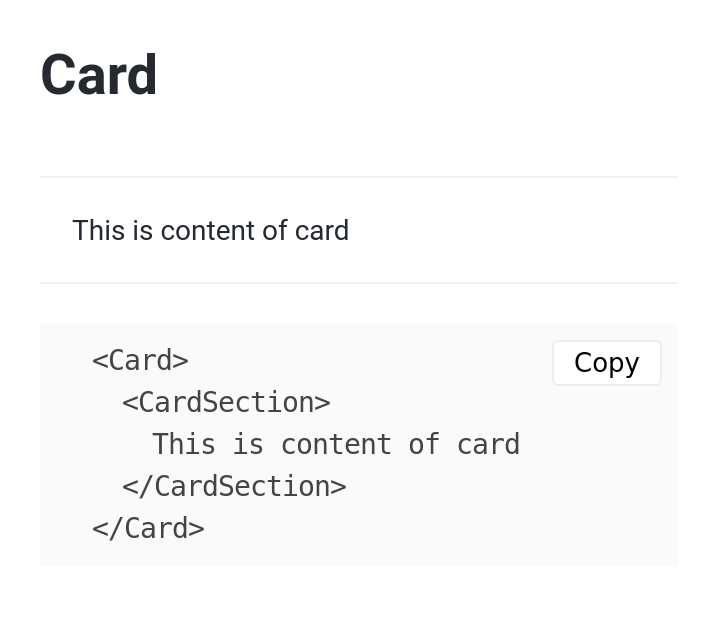 Card
This is content of card
Copy
<Card>
<CardSection>
This is content of card
</CardSection>
</Card>